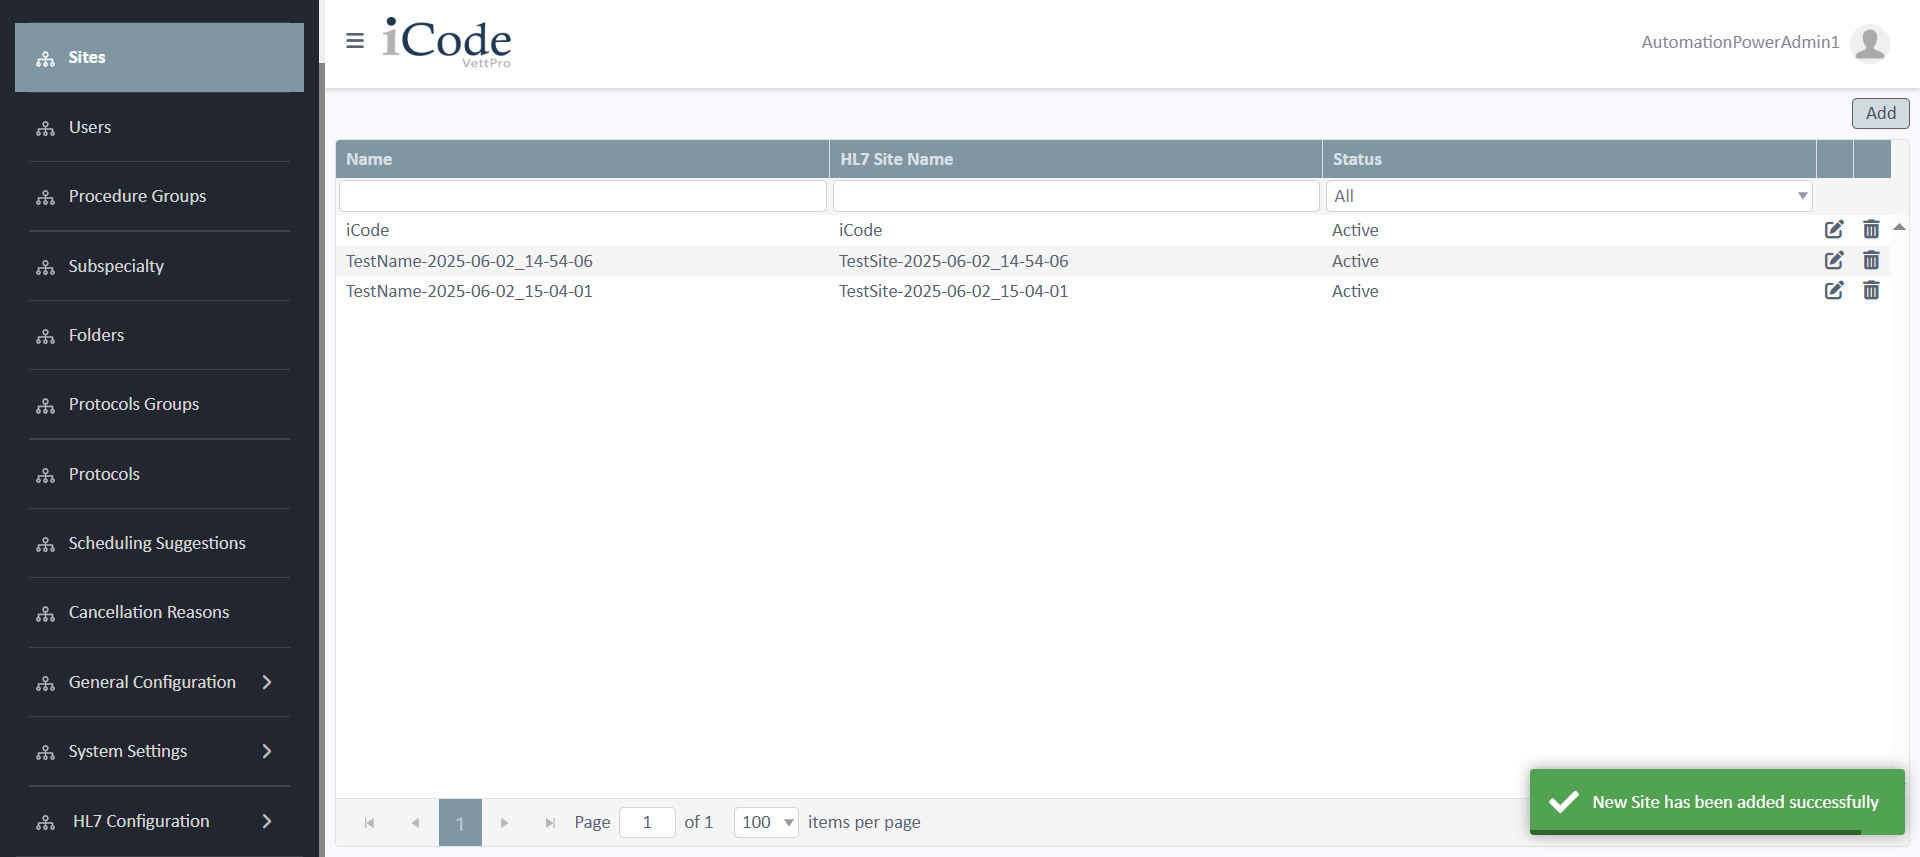 Sites
Users
Procedure Groups
Subspecialty
Folders
Protocols Groups
Protocols
Scheduling Suggestions
Cancellation Reasons
General Configuration
System Settings
HL7 Configuration
iCode
VettPro
AutomationPowerAdmin1
Add
Name HL7 Site Name Status
All
iCode iCode Active
TestName-2025-06-02_14-54-06 TestSite-2025-06-02_14-54-06 Active
TestName-2025-06-02_15-04-01 TestSite-2025-06-02_15-04-01 Active
1 Page 1 of 1 100 items per page
New Site has been added successfully